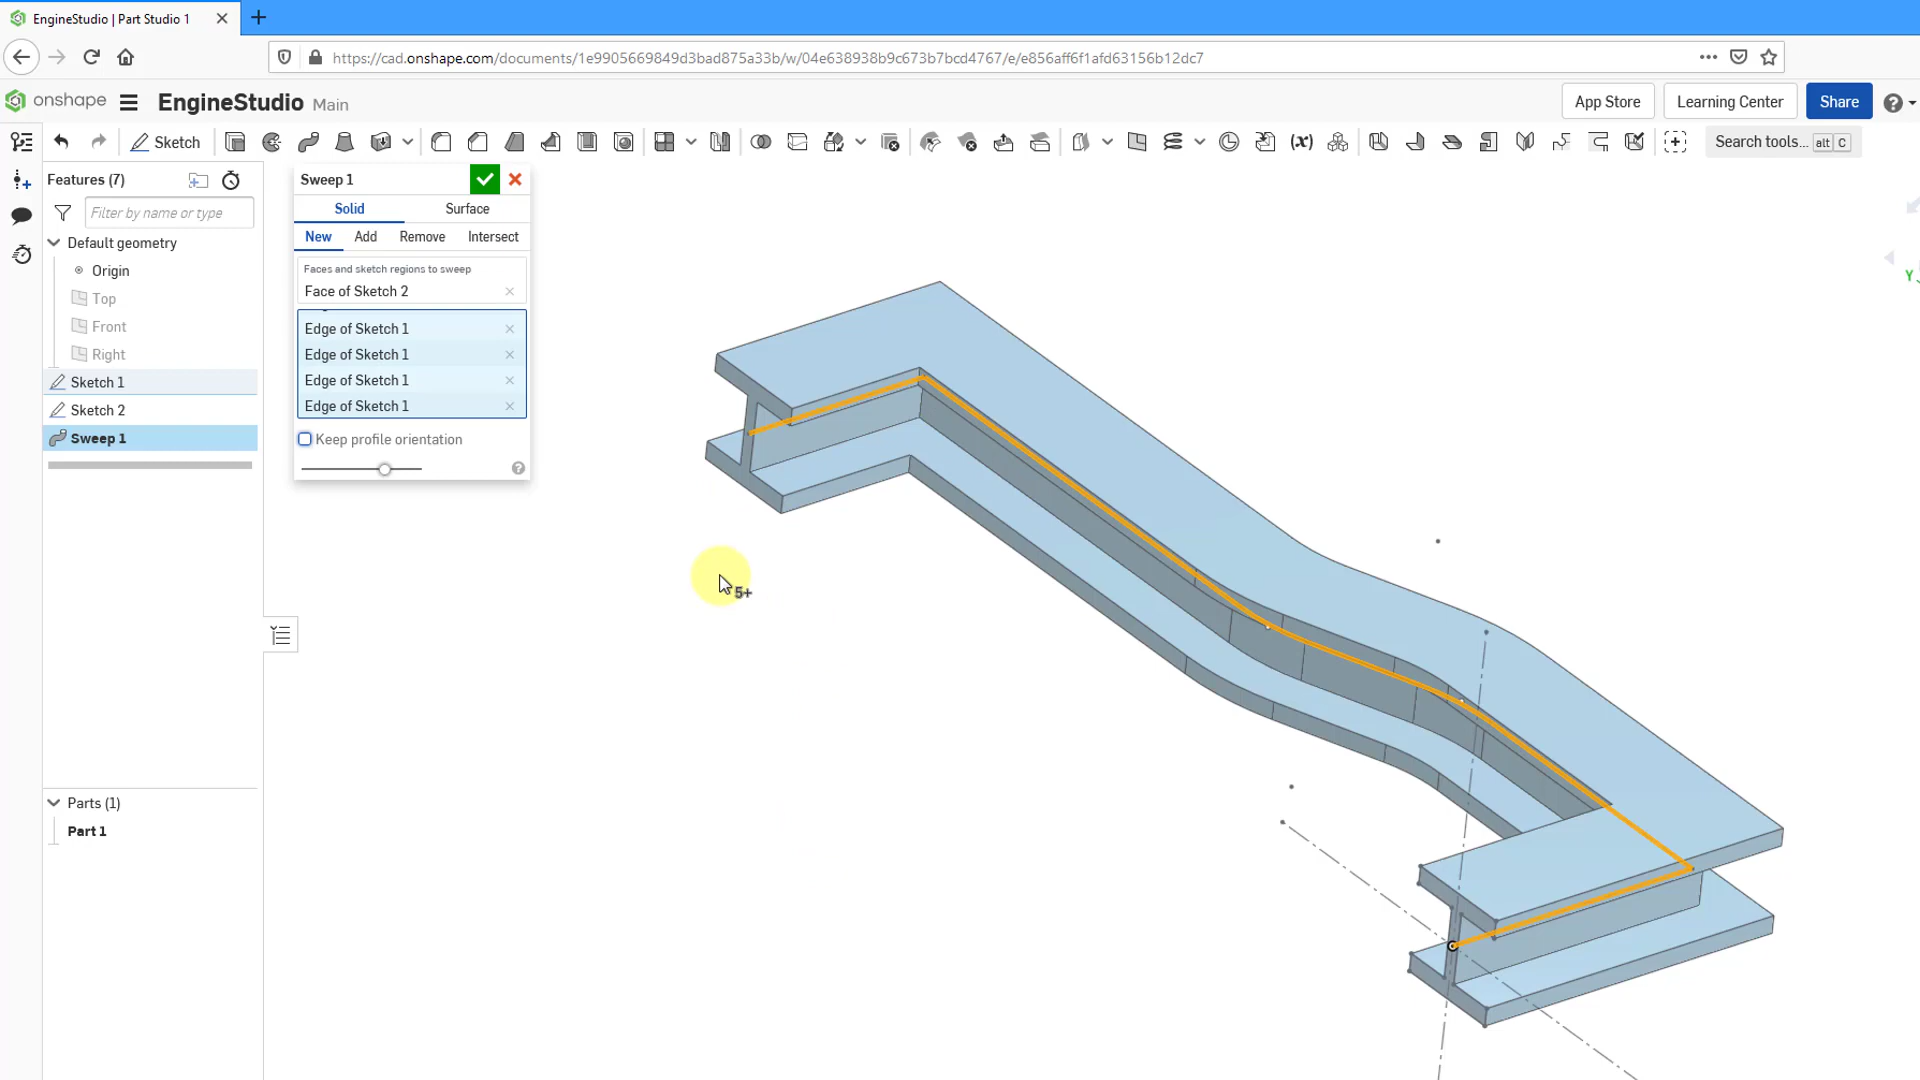 EngineStudio | Part Studio 1
https://cad.onshape.com/documents/1e9905669849d3bad875a33b/w/04e638938b9c673b7bcd4767/e/e856aff6f1afd63156b12dc7
onshape
EngineStudio Main
App Store
Learning Center
Share
Sketch
(x)
Search tools... alt C
Features (7)
Filter by name or type
Default geometry
Origin
Top
Front
Right
Sketch 1
Sketch 2
Sweep 1
Parts (1)
Part 1
Sweep 1
Solid Surface
New Add Remove Intersect
Faces and sketch regions to sweep
Face of Sketch 2
Edge of Sketch 1
Edge of Sketch 1
Edge of Sketch 1
Edge of Sketch 1
Keep profile orientation
5+
Y